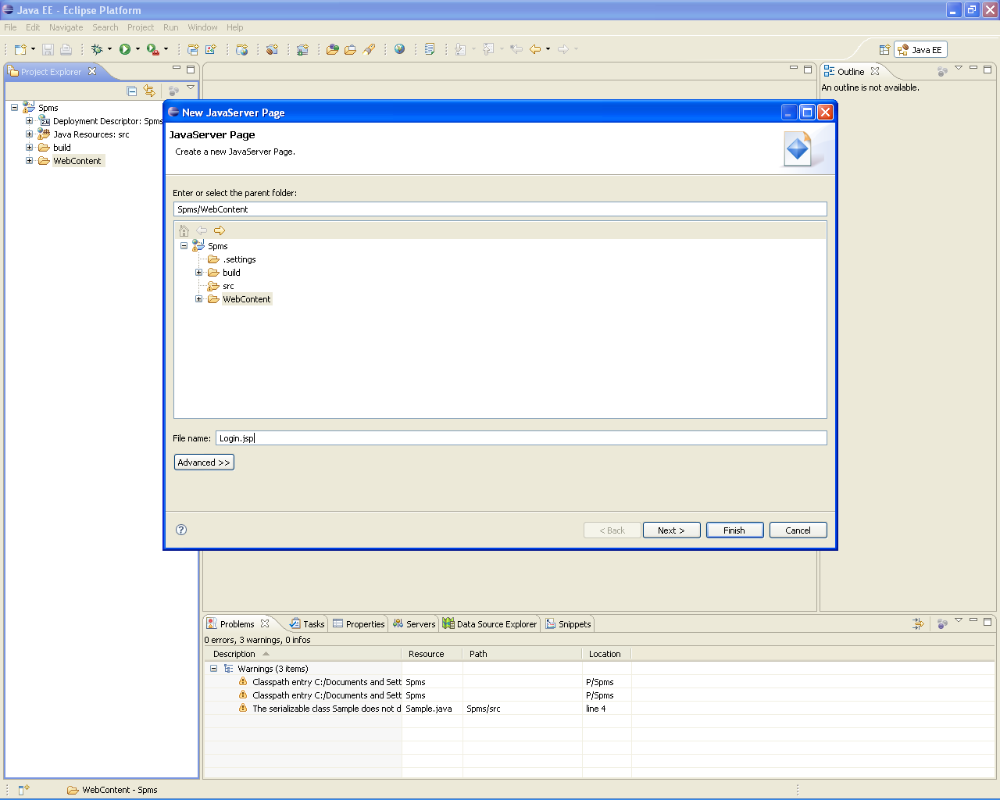 Java EE - Eclipse Platform
File Edit Navigate Search Project Run Window Help
Java EE
Project Explorer
Outline
An outline is not available.
Spms
Deployment Descriptor: Spms
Java Resources: src
build
WebContent
New JavaServer Page
JavaServer Page
Create a new JavaServer Page.
Enter or select the parent folder:
Spms/WebContent
Spms
.settings
build
src
WebContent
File name: Login.jsp
Advanced >>
< Back Next > Finish Cancel
Problems Tasks Properties Servers Data Source Explorer Snippets
0 errors, 3 warnings, 0 infos
Description Resource Path Location
Warnings (3 items)
Classpath entry C:/Documents and Sett Spms P/Spms
Classpath entry C:/Documents and Sett Spms P/Spms
The serializable class Sample does not d Sample.java Spms/src line 4
WebContent - Spms